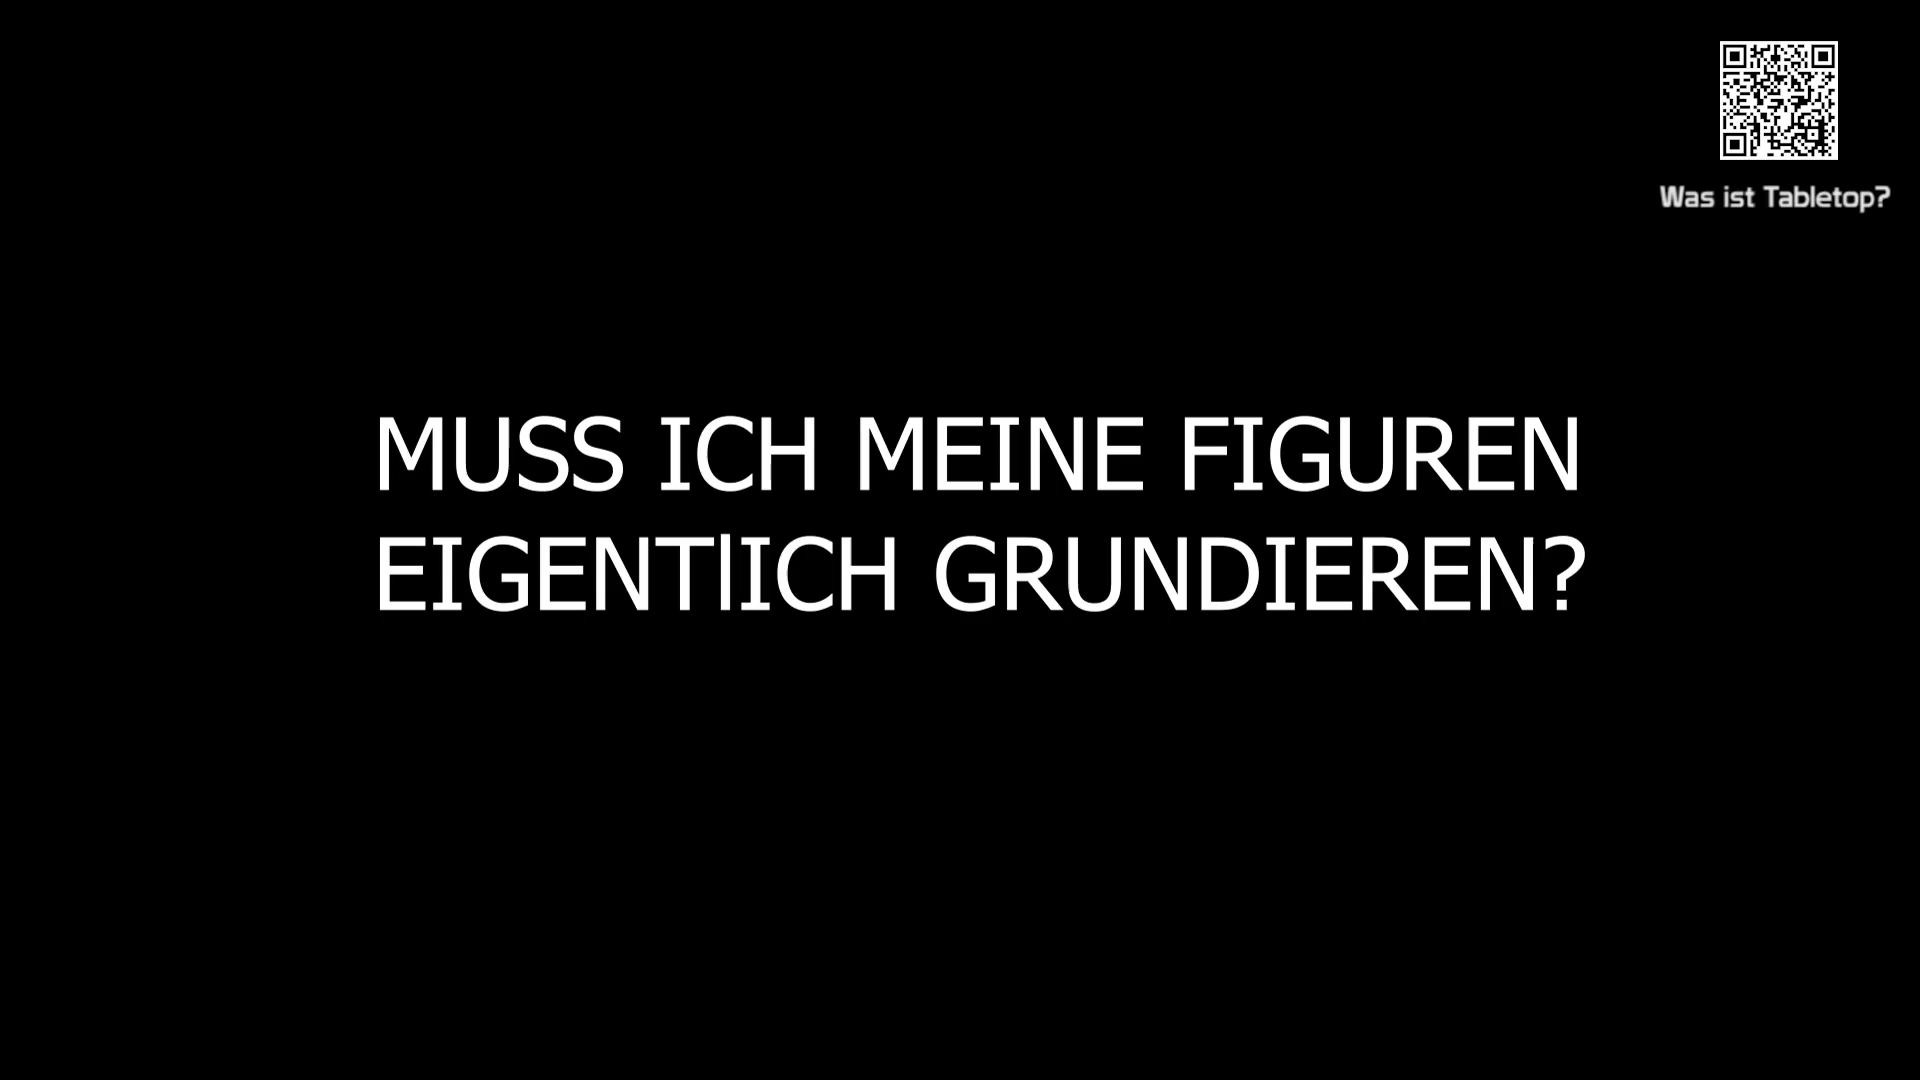 Was ist Tabletop?
MUSS ICH MEINE FIGUREN
EIGENTlICH GRUNDIEREN?